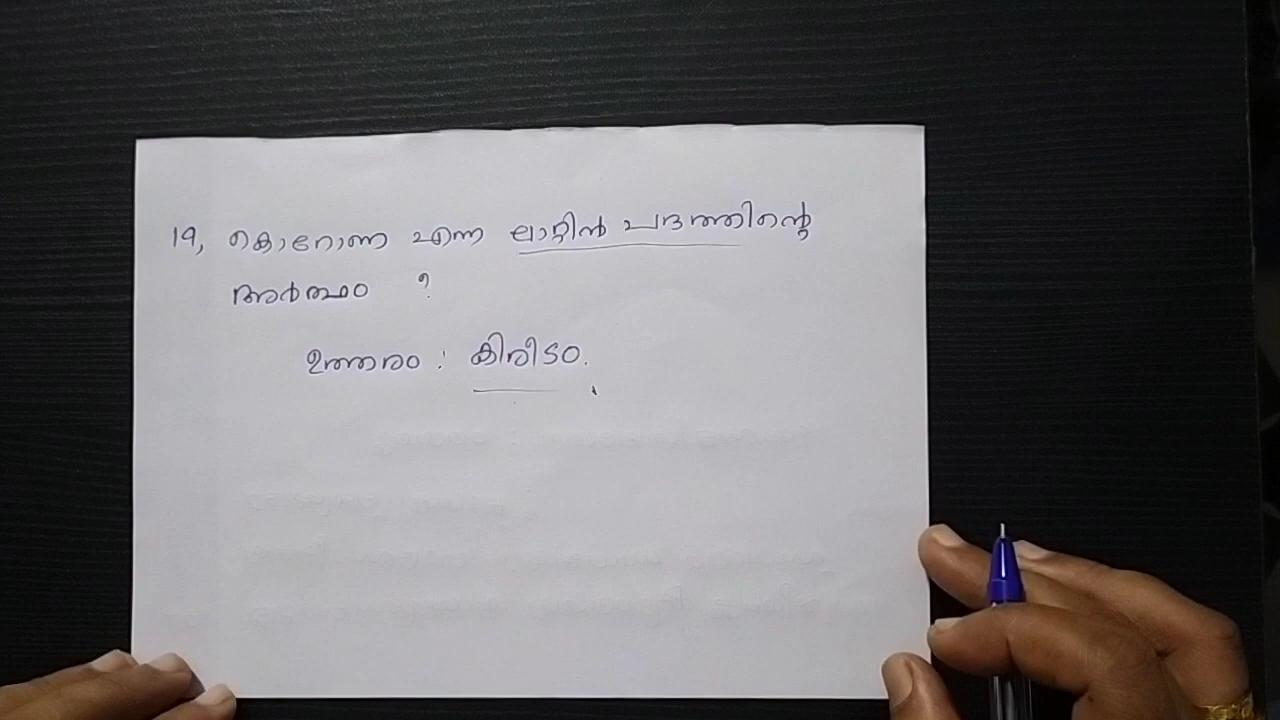 19, കൊറോണ എന്ന ലാറ്റിൻ പദത്തിന്റെ
അർത്ഥം ?
ഉത്തരം : കിരീടം.